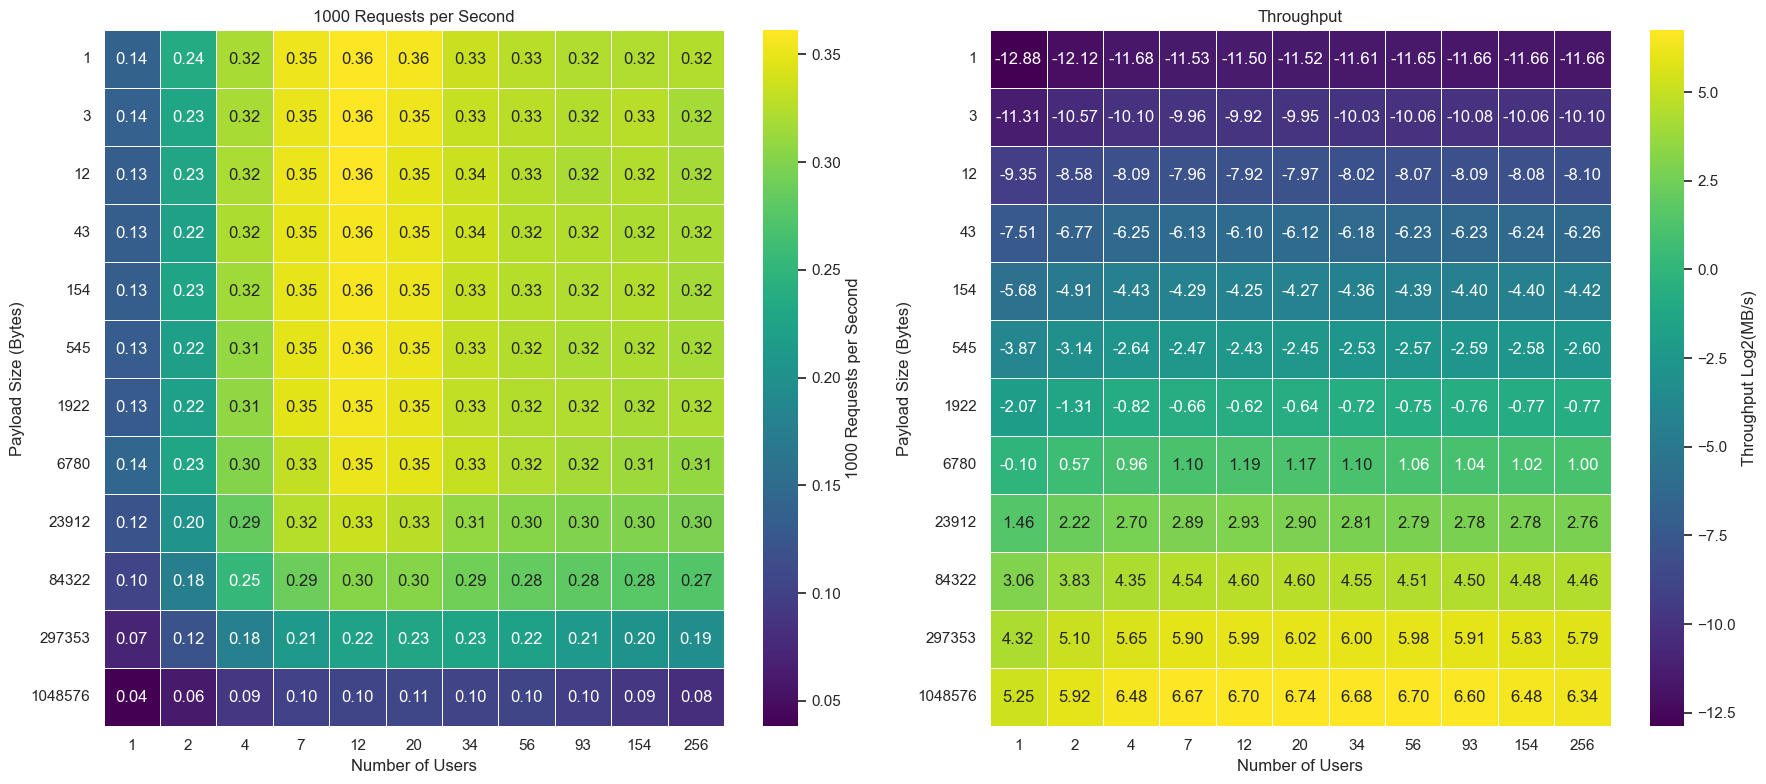 1000 Requests per Second
Payload Size (Bytes)
1 0.14 0.24 0.32 0.35 0.36 0.36 0.33 0.33 0.32 0.32 0.32
3 0.14 0.23 0.32 0.35 0.36 0.35 0.33 0.33 0.32 0.33 0.32
12 0.13 0.23 0.32 0.35 0.36 0.35 0.34 0.33 0.32 0.32 0.32
43 0.13 0.22 0.32 0.35 0.36 0.35 0.34 0.32 0.32 0.32 0.32
154 0.13 0.23 0.32 0.35 0.36 0.35 0.33 0.33 0.32 0.32 0.32
545 0.13 0.22 0.31 0.35 0.36 0.35 0.33 0.32 0.32 0.32 0.32
1922 0.13 0.22 0.31 0.35 0.35 0.35 0.33 0.32 0.32 0.32 0.32
6780 0.14 0.23 0.30 0.33 0.35 0.35 0.33 0.32 0.32 0.31 0.31
23912 0.12 0.20 0.29 0.32 0.33 0.33 0.31 0.30 0.30 0.30 0.30
84322 0.10 0.18 0.25 0.29 0.30 0.30 0.29 0.28 0.28 0.28 0.27
297353 0.07 0.12 0.18 0.21 0.22 0.23 0.23 0.22 0.21 0.20 0.19
1048576 0.04 0.06 0.09 0.10 0.10 0.11 0.10 0.10 0.10 0.09 0.08
1 2 4 7 12 20 34 56 93 154 256
Number of Users
0.35
0.30
0.25
0.20
0.15
0.10
0.05
1000 Requests per Second
Throughput
Payload Size (Bytes)
1 -12.88 -12.12 -11.68 -11.53 -11.50 -11.52 -11.61 -11.65 -11.66 -11.66 -11.66
3 -11.31 -10.57 -10.10 -9.96 -9.92 -9.95 -10.03 -10.06 -10.08 -10.06 -10.10
12 -9.35 -8.58 -8.09 -7.96 -7.92 -7.97 -8.02 -8.07 -8.09 -8.08 -8.10
43 -7.51 -6.77 -6.25 -6.13 -6.10 -6.12 -6.18 -6.23 -6.23 -6.24 -6.26
154 -5.68 -4.91 -4.43 -4.29 -4.25 -4.27 -4.36 -4.39 -4.40 -4.40 -4.42
545 -3.87 -3.14 -2.64 -2.47 -2.43 -2.45 -2.53 -2.57 -2.59 -2.58 -2.60
1922 -2.07 -1.31 -0.82 -0.66 -0.62 -0.64 -0.72 -0.75 -0.76 -0.77 -0.77
6780 -0.10 0.57 0.96 1.10 1.19 1.17 1.10 1.06 1.04 1.02 1.00
23912 1.46 2.22 2.70 2.89 2.93 2.90 2.81 2.79 2.78 2.78 2.76
84322 3.06 3.83 4.35 4.54 4.60 4.60 4.55 4.51 4.50 4.48 4.46
297353 4.32 5.10 5.65 5.90 5.99 6.02 6.00 5.98 5.91 5.83 5.79
1048576 5.25 5.92 6.48 6.67 6.70 6.74 6.68 6.70 6.60 6.48 6.34
1 2 4 7 12 20 34 56 93 154 256
Number of Users
5.0
2.5
0.0
−2.5
−5.0
−7.5
−10.0
−12.5
Throughput Log2(MB/s)